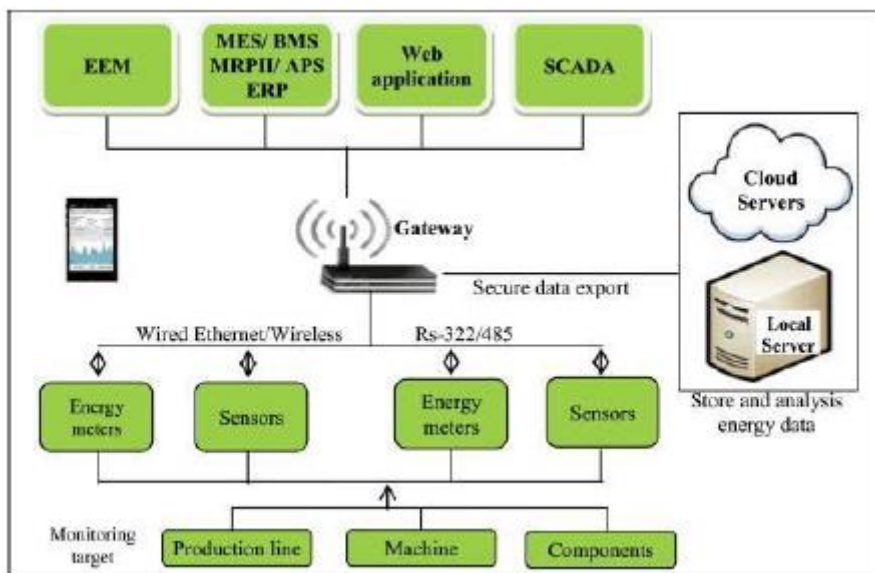 EEM
MES/ BMS
MRPII/ APS
ERP
Web
application
SCADA
Cloud
Servers
Gateway
Secure data export
Local
Server
Wired Ethernet/Wireless
Rs-322/485
Store and analysis
energy data
Energy
meters
Sensors
Energy
meters
Sensors
Monitoring
target
Production line
Machine
Components